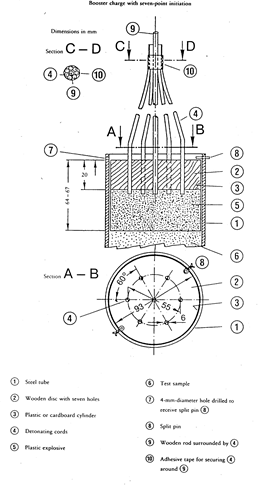 Booster charge with seven-point initiation
Dimensions in mm
Section C – D
C D
9
10
4 10
9
4
A B
7 8
2
3
5
1
6
20
64 – 67
Section A – B
60°
8
2
3
1
4
93
55
6
1 Steel tube
2 Wooden disc with seven holes
3 Plastic or cardboard cylinder
4 Detonating cords
5 Plastic explosive
6 Test sample
7 4-mm-diameter hole drilled to
receive split pin 8
8 Split pin
9 Wooden rod surrounded by 4
10 Adhesive tape for securing 4
around 9